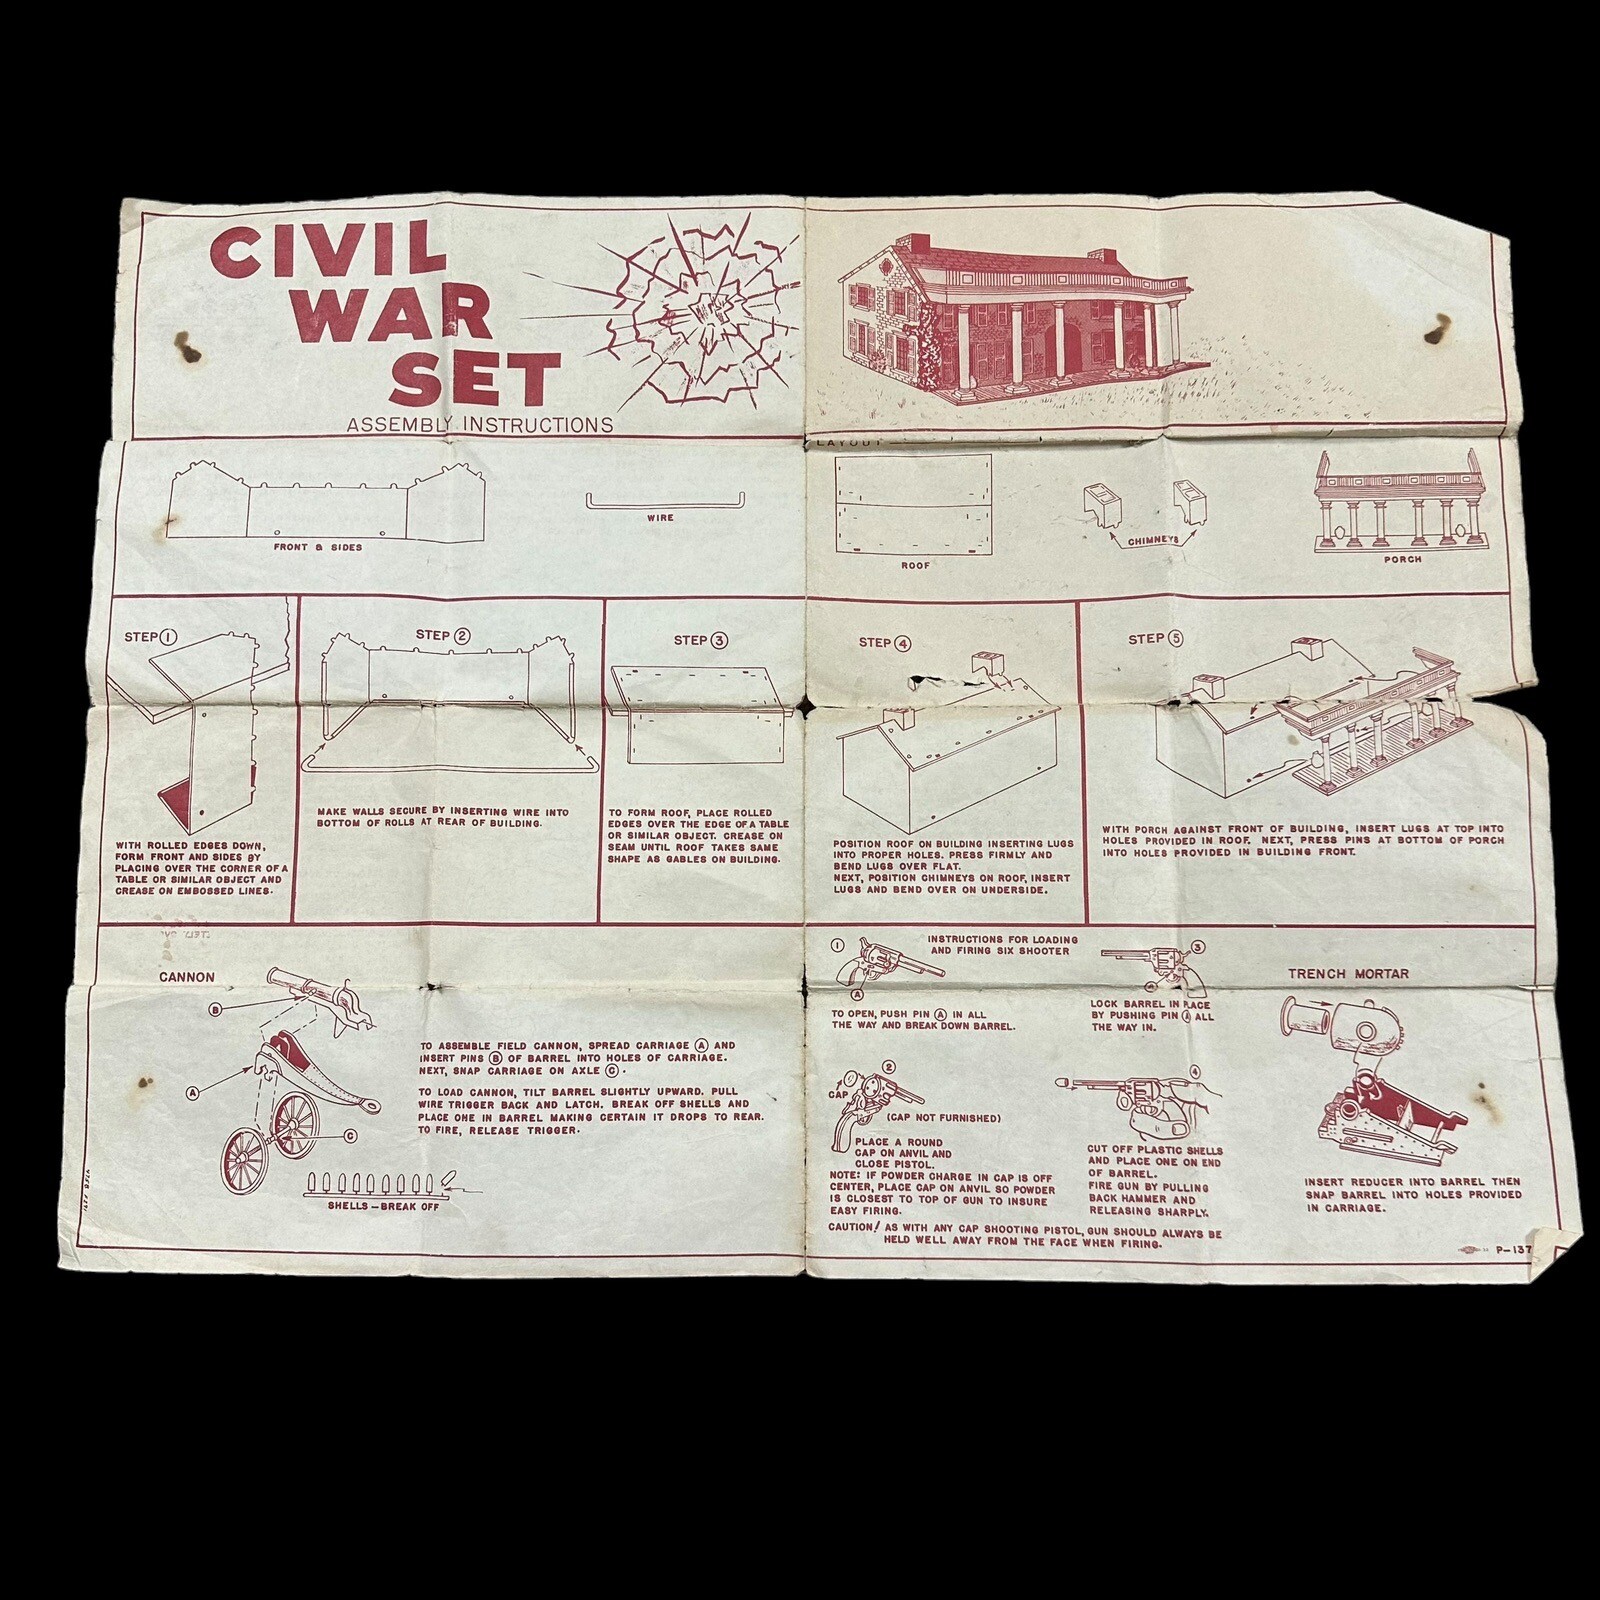 CIVIL
WAR
SET
ASSEMBLY INSTRUCTIONS
LAYOUT
FRONT & SIDES
WIRE
ROOF
CHIMNEYS
PORCH
STEP 1
WITH ROLLED EDGES DOWN,
FORM FRONT AND SIDES BY
PLACING OVER THE CORNER OF A
TABLE OR SIMILAR OBJECT AND
CREASE ON EMBOSSED LINES.
STEP 2
MAKE WALLS SECURE BY INSERTING WIRE INTO
BOTTOM OF ROLLS AT REAR OF BUILDING.
STEP 3
TO FORM ROOF, PLACE ROLLED
EDGES OVER THE EDGE OF A TABLE
OR SIMILAR OBJECT. CREASE ON
SEAM UNTIL ROOF TAKES SAME
SHAPE AS GABLES ON BUILDING.
STEP 4
POSITION ROOF ON BUILDING INSERTING LUGS
INTO PROPER HOLES. PRESS FIRMLY AND
BEND LUGS OVER FLAT.
NEXT, POSITION CHIMNEYS ON ROOF, INSERT
LUGS AND BEND OVER ON UNDERSIDE.
STEP 5
WITH PORCH AGAINST FRONT OF BUILDING, INSERT LUGS AT TOP INTO
HOLES PROVIDED IN ROOF. NEXT, PRESS PINS AT BOTTOM OF PORCH
INTO HOLES PROVIDED IN BUILDING FRONT.
CANNON
B
A
C
TO ASSEMBLE FIELD CANNON, SPREAD CARRIAGE A AND
INSERT PINS B OF BARREL INTO HOLES OF CARRIAGE.
NEXT, SNAP CARRIAGE ON AXLE C.
TO LOAD CANNON, TILT BARREL SLIGHTLY UPWARD. PULL
WIRE TRIGGER BACK AND LATCH. BREAK OFF SHELLS AND
PLACE ONE IN BARREL MAKING CERTAIN IT DROPS TO REAR.
TO FIRE, RELEASE TRIGGER.
SHELLS – BREAK OFF
INSTRUCTIONS FOR LOADING
AND FIRING SIX SHOOTER
1
A
TO OPEN, PUSH PIN A IN ALL
THE WAY AND BREAK DOWN BARREL.
3
A
LOCK BARREL IN PLACE
BY PUSHING PIN A ALL
THE WAY IN.
2
CAP
(CAP NOT FURNISHED)
PLACE A ROUND
CAP ON ANVIL AND
CLOSE PISTOL.
NOTE: IF POWDER CHARGE IN CAP IS OFF
CENTER, PLACE CAP ON ANVIL SO POWDER
IS CLOSEST TO TOP OF GUN TO INSURE
EASY FIRING.
4
CUT OFF PLASTIC SHELLS
AND PLACE ONE ON END
OF BARREL.
FIRE GUN BY PULLING
BACK HAMMER AND
RELEASING SHARPLY.
CAUTION! AS WITH ANY CAP SHOOTING PISTOL, GUN SHOULD ALWAYS BE
HELD WELL AWAY FROM THE FACE WHEN FIRING.
TRENCH MORTAR
INSERT REDUCER INTO BARREL THEN
SNAP BARREL INTO HOLES PROVIDED
IN CARRIAGE.
P-137